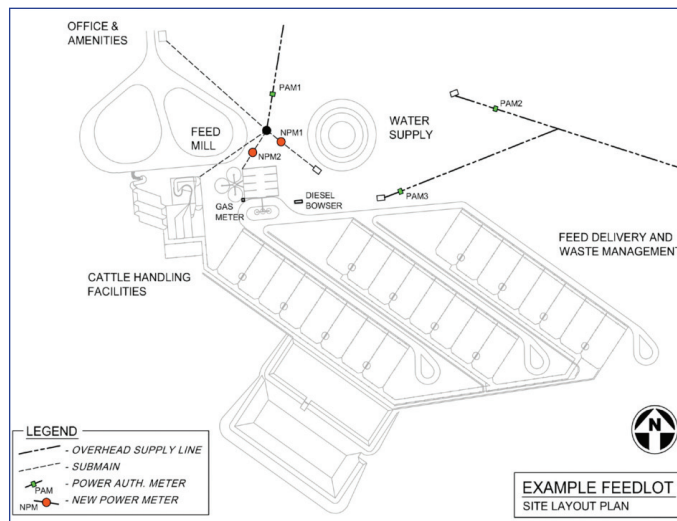 OFFICE &
AMENITIES
PAM1
PAM2
FEED
MILL
NPM1
WATER
SUPPLY
NPM2
PAM3
GAS
METER
DIESEL
BOWSER
FEED DELIVERY AND
WASTE MANAGEMENT
CATTLE HANDLING
FACILITIES
LEGEND
- OVERHEAD SUPPLY LINE
- SUBMAIN
PAM - POWER AUTH. METER
NPM - NEW POWER METER
N
EXAMPLE FEEDLOT
SITE LAYOUT PLAN